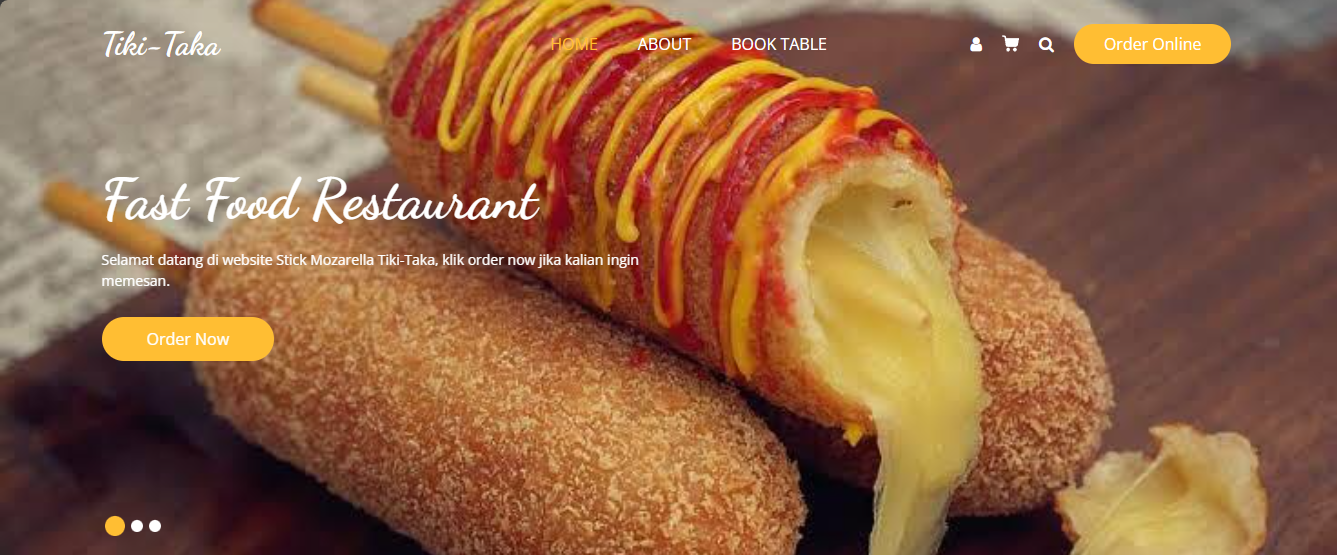 Tiki-Taka
HOME
ABOUT
BOOK TABLE
Order Online
Fast Food Restaurant
Selamat datang di website Stick Mozarella Tiki-Taka, klik order now jika kalian ingin
memesan.
Order Now